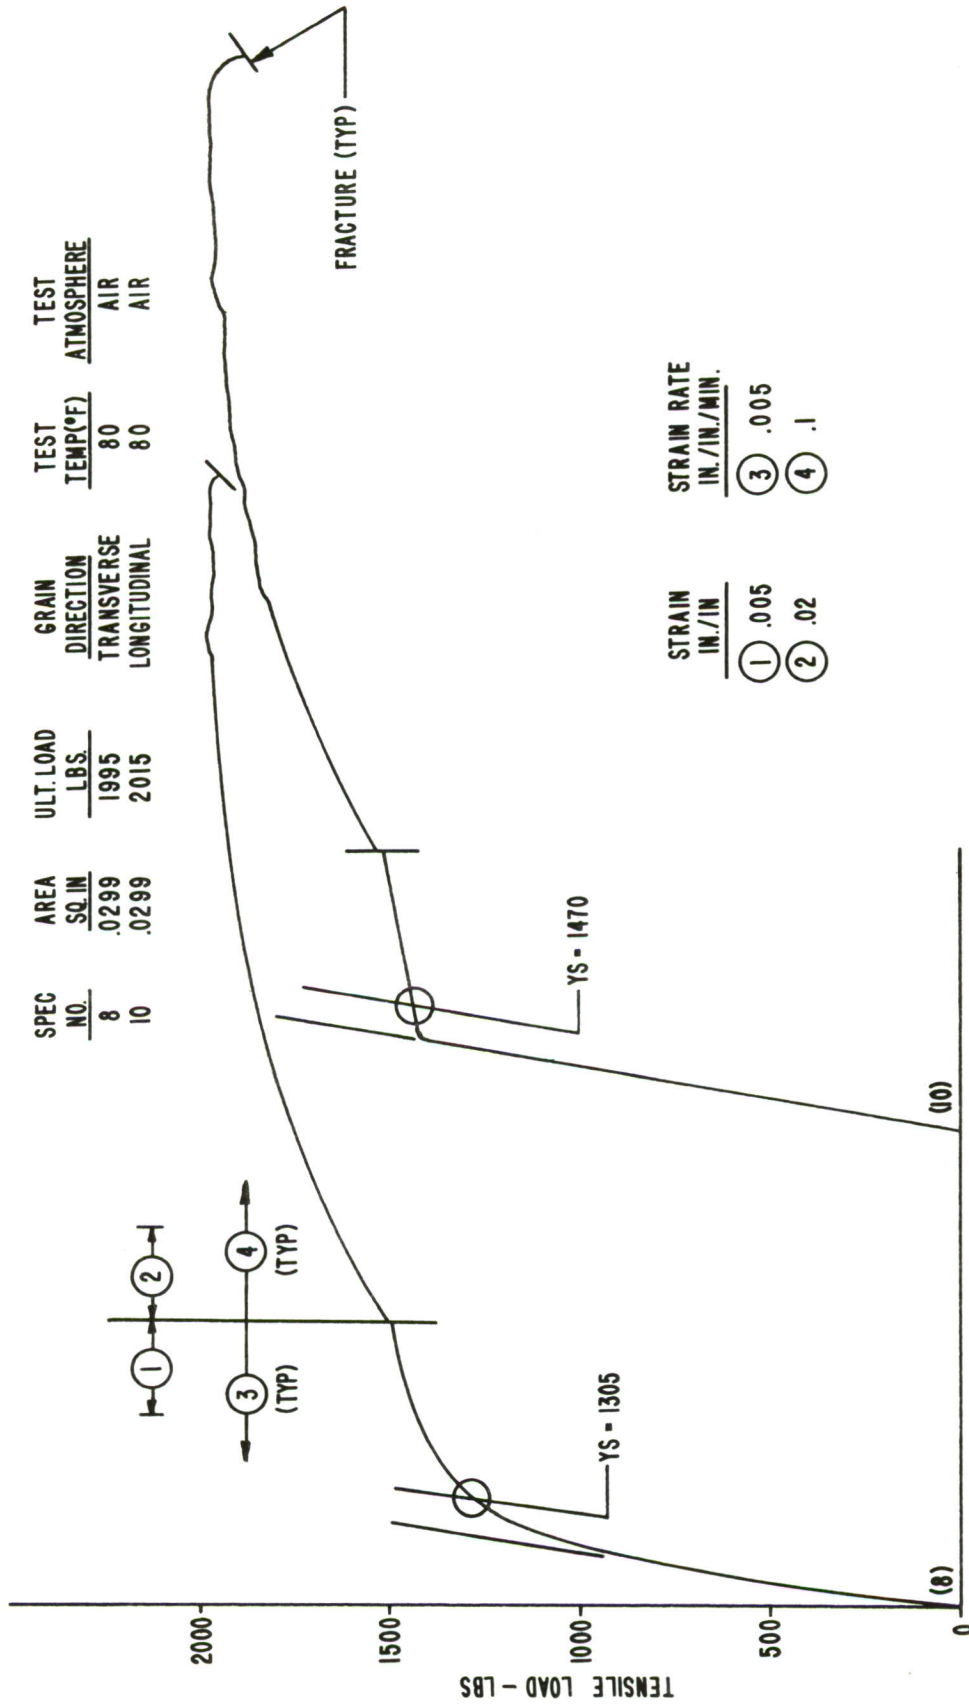 SPEC NO. AREA SQ.IN ULT.LOAD LBS. GRAIN DIRECTION TEST TEMP(°F) TEST ATMOSPHERE
8 .0299 1995 TRANSVERSE 80 AIR
10 .0299 2015 LONGITUDINAL 80 AIR
1 2
3 4
(TYP) (TYP)
FRACTURE (TYP)
YS = 1305
YS = 1470
STRAIN
IN./IN
1 .005
2 .02
STRAIN RATE
IN./IN./MIN.
3 .005
4 .1
(8)
(10)
TENSILE LOAD - LBS
2000
1500
1000
500
0